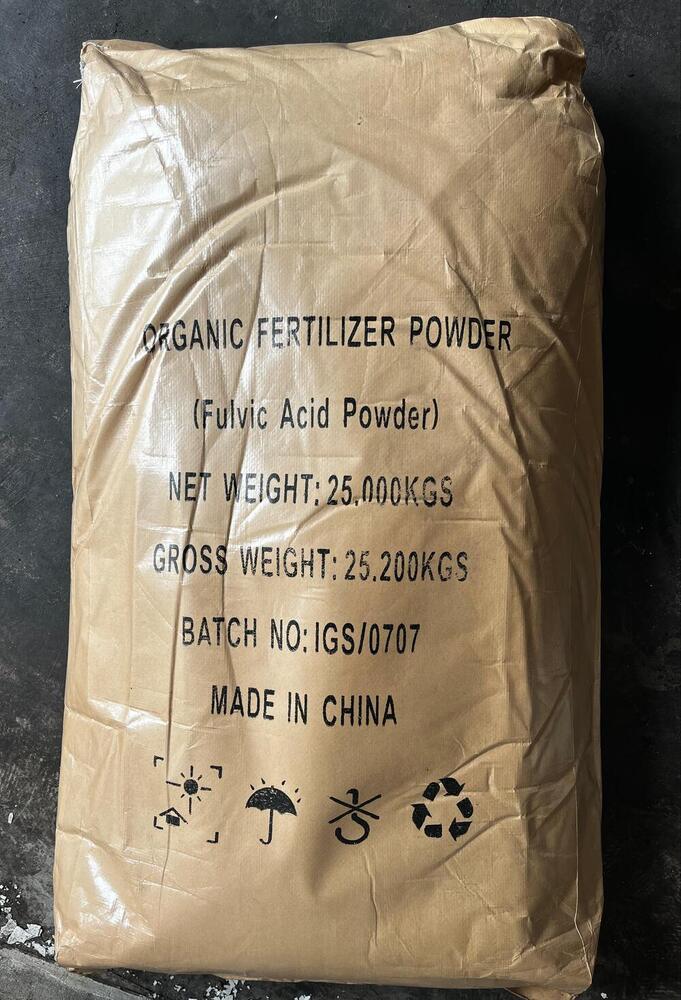 ORGANIC FERTILIZER POWDER
(Fulvic Acid Powder)
NET WEIGHT: 25.000KGS
GROSS WEIGHT: 25.200KGS
BATCH NO: IGS/0707
MADE IN CHINA